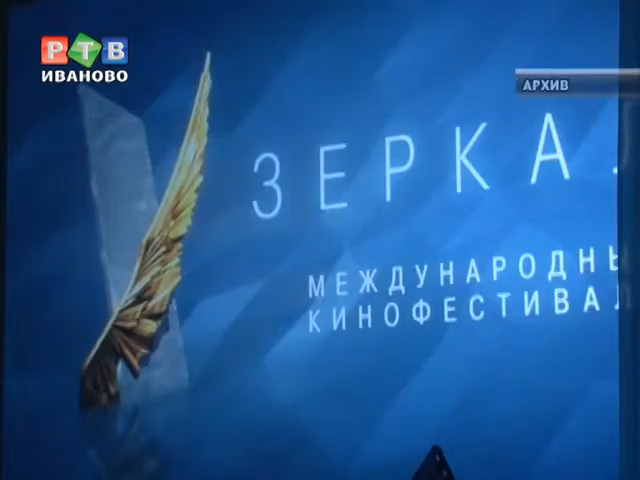 РТВ
ИВАНОВО
АРХИВ
ЗЕРКА
МЕЖДУНАРОДНЫ
КИНОФЕСТИВАЛ